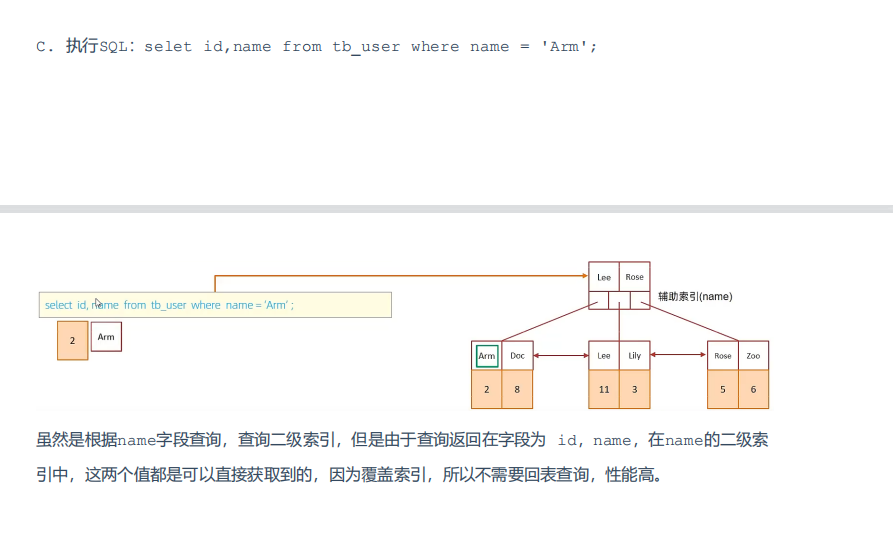 C. 执行SQL：selet id,name from tb_user where name = 'Arm';
Lee Rose
辅助索引(name)
select id, name from tb_user where name = 'Arm' ;
2 Arm
Arm Doc Lee Lily Rose Zoo
2 8 11 3 5 6
虽然是根据name字段查询，查询二级索引，但是由于查询返回在字段为 id，name，在name的二级索
引中，这两个值都是可以直接获取到的，因为覆盖索引，所以不需要回表查询，性能高。